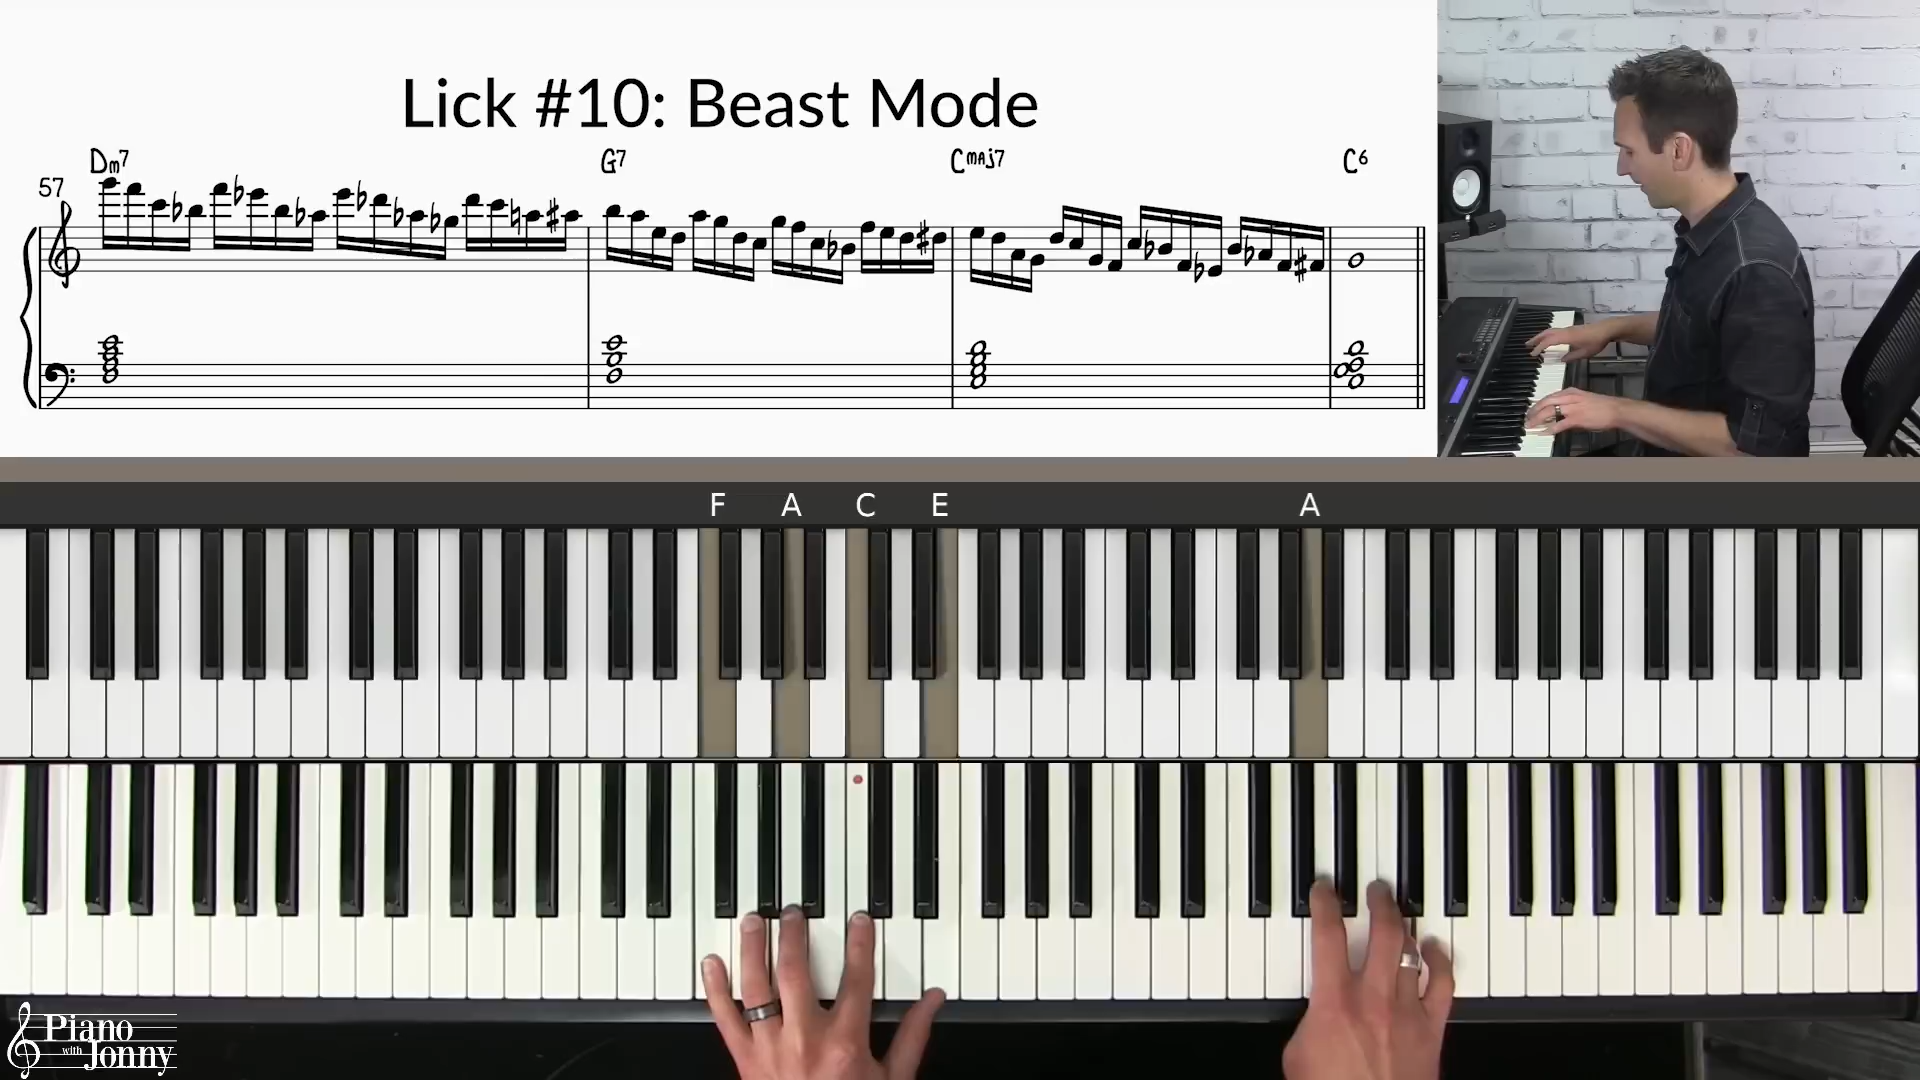 Lick #10: Beast Mode
Dm7 G7 Cmaj7 C6
57
F A C E A
Piano
with
Jonny